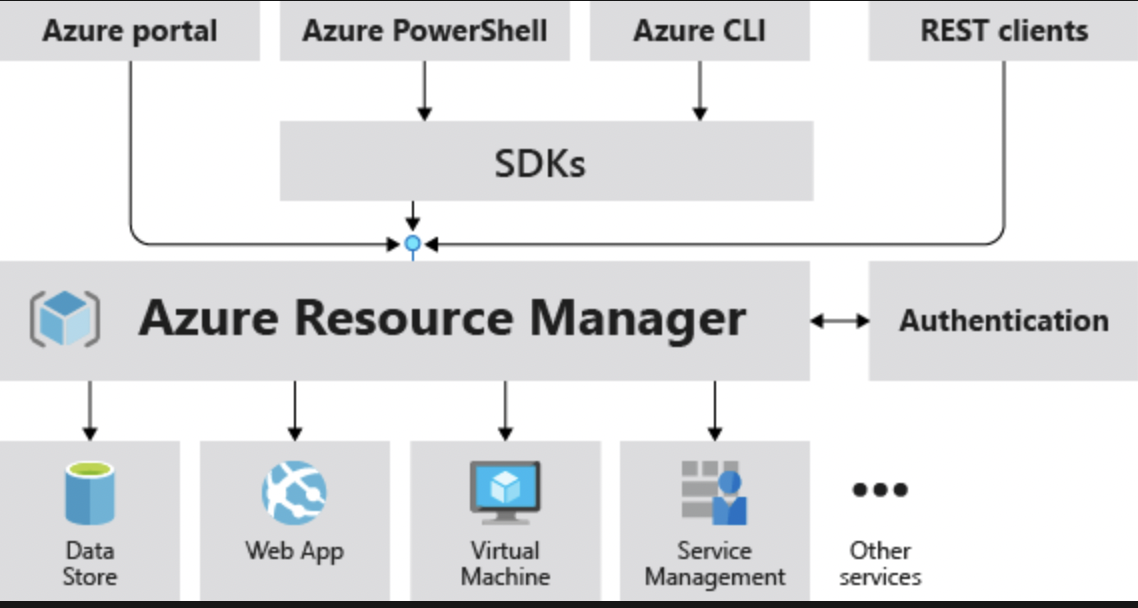 Azure portal
Azure PowerShell
Azure CLI
REST clients
SDKs
Azure Resource Manager
Authentication
Data
Store
Web App
Virtual
Machine
Service
Management
Other
services